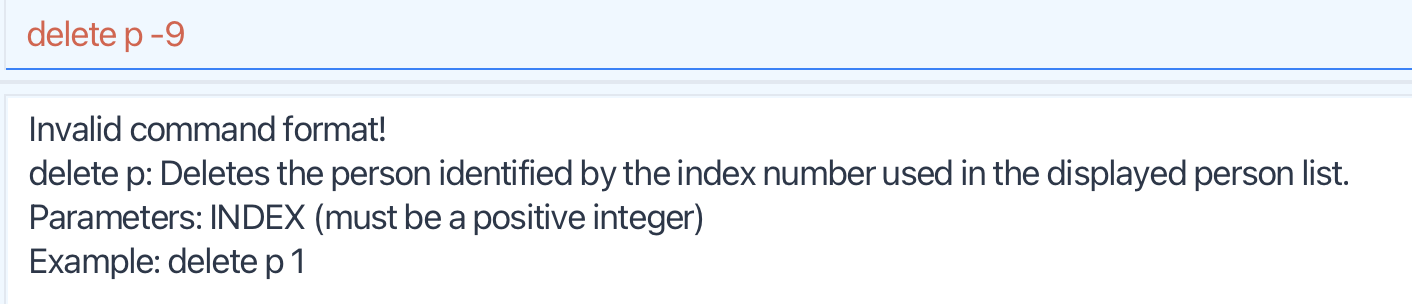 delete p -9
Invalid command format!
delete p: Deletes the person identified by the index number used in the displayed person list.
Parameters: INDEX (must be a positive integer)
Example: delete p 1